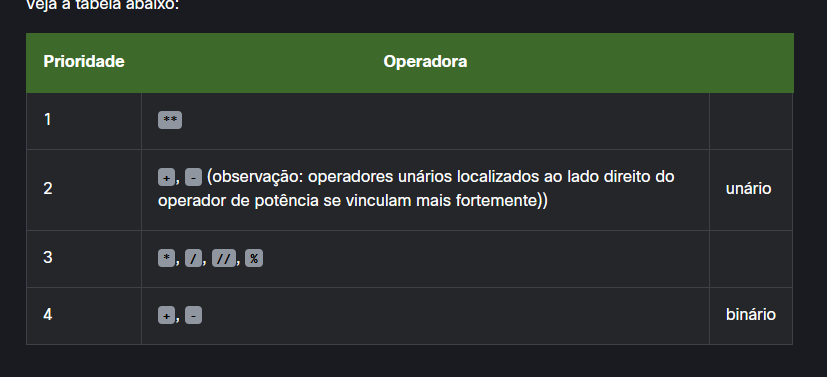 veja a tabela abaixo:
Prioridade Operadora
1 **
2 +, - (observação: operadores unários localizados ao lado direito do
operador de potência se vinculam mais fortemente)) unário
3 *, /, //, %
4 +, - binário